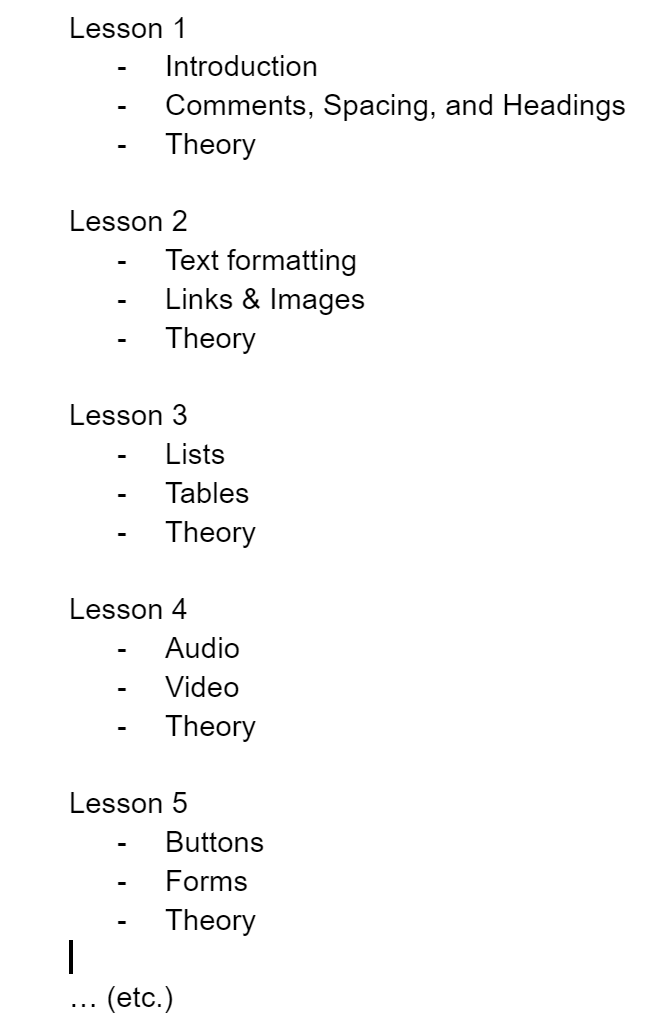 Lesson 1
- Introduction
- Comments, Spacing, and Headings
- Theory
Lesson 2
- Text formatting
- Links & Images
- Theory
Lesson 3
- Lists
- Tables
- Theory
Lesson 4
- Audio
- Video
- Theory
Lesson 5
- Buttons
- Forms
- Theory
… (etc.)